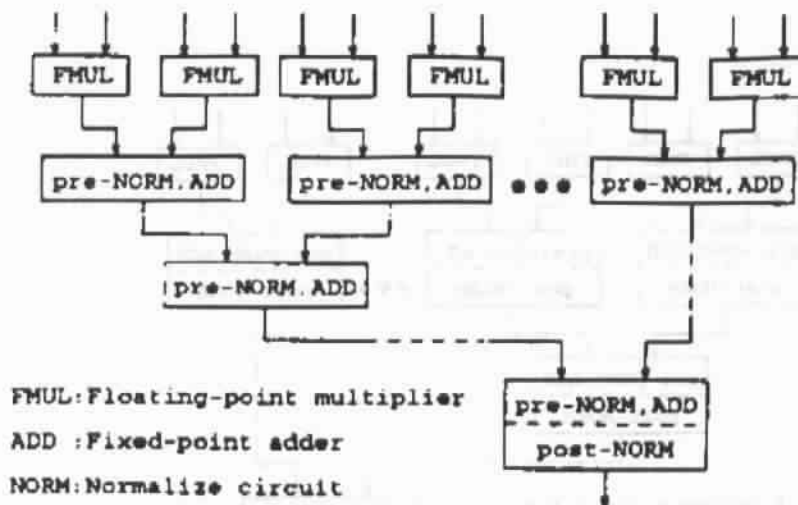 FMUL FMUL FMUL FMUL FMUL FMUL
pre-NORM,ADD pre-NORM,ADD pre-NORM,ADD
pre-NORM.ADD
FMUL:Floating-point multiplier
pre-NORM,ADD
ADD :Fixed-point adder
post-NORM
NORM:Normalize circuit